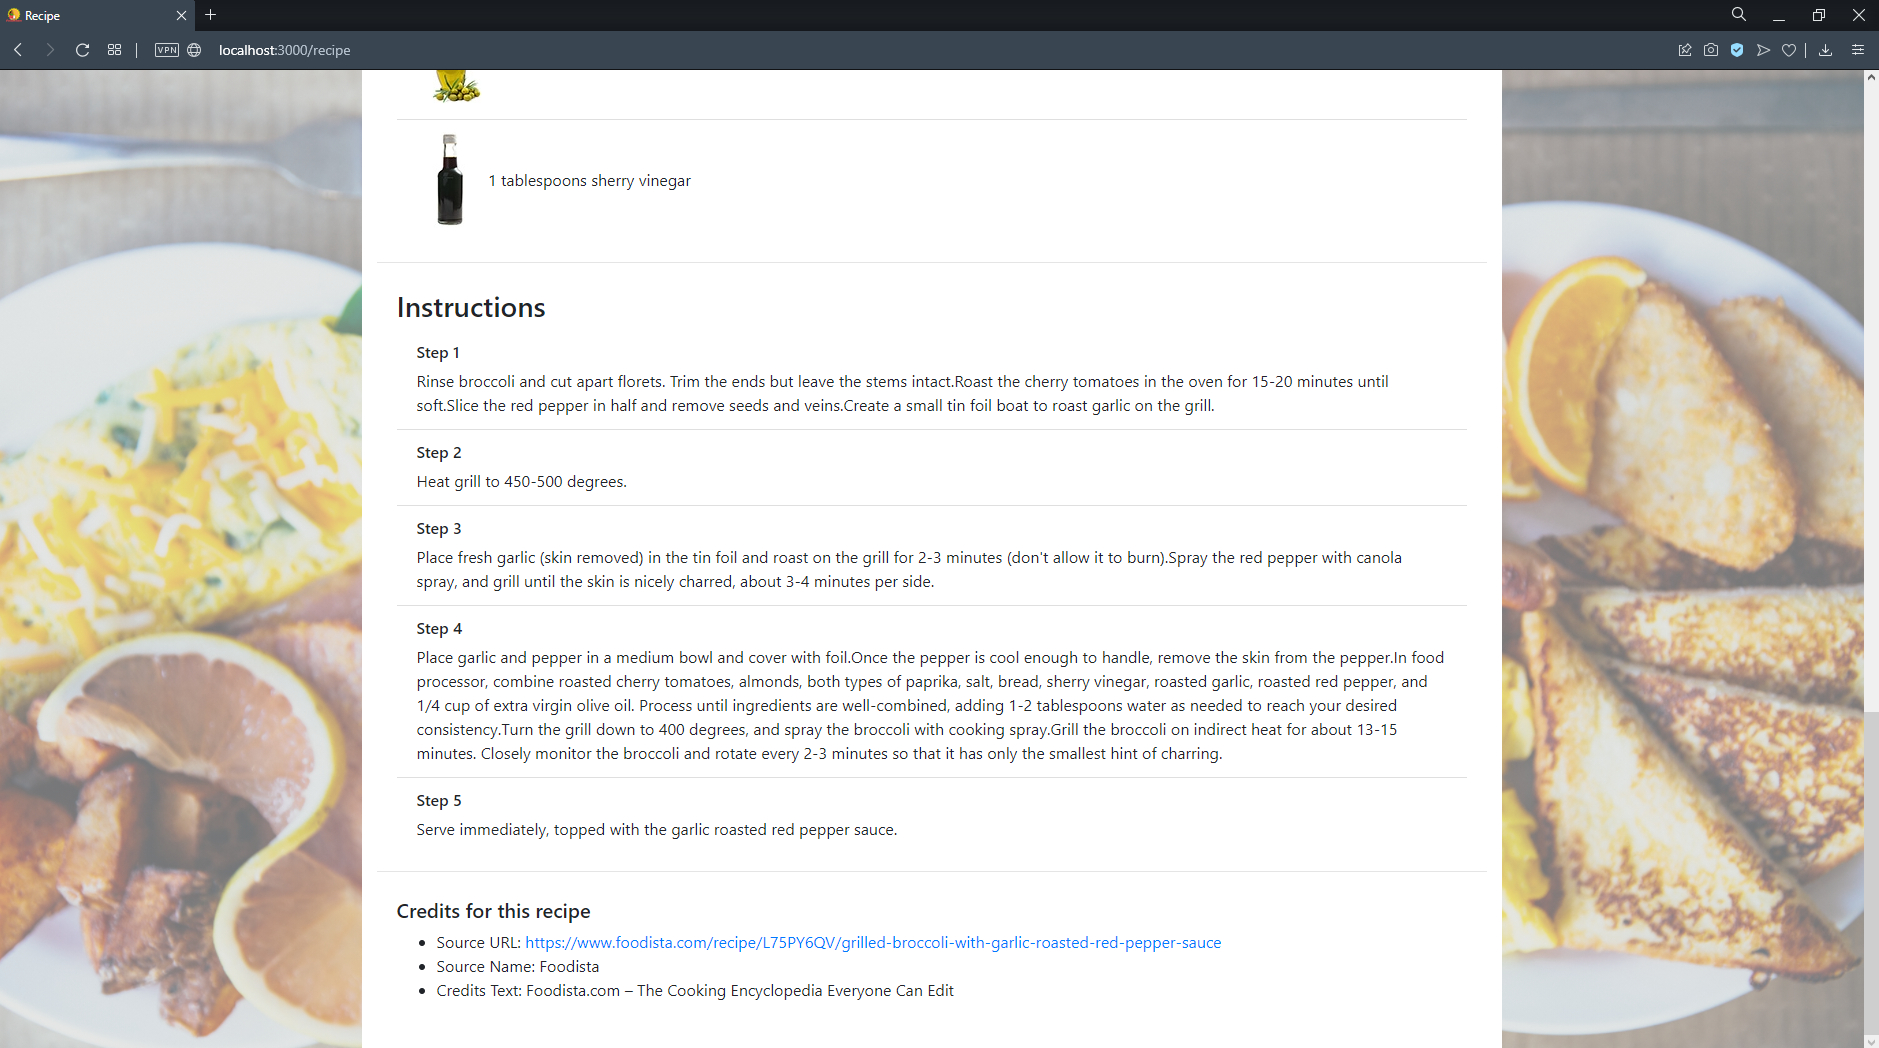 Recipe
VPN
localhost:3000/recipe
1 tablespoons sherry vinegar
Instructions
Step 1
Rinse broccoli and cut apart florets. Trim the ends but leave the stems intact.Roast the cherry tomatoes in the oven for 15-20 minutes until
soft.Slice the red pepper in half and remove seeds and veins.Create a small tin foil boat to roast garlic on the grill.
Step 2
Heat grill to 450-500 degrees.
Step 3
Place fresh garlic (skin removed) in the tin foil and roast on the grill for 2-3 minutes (don't allow it to burn).Spray the red pepper with canola
spray, and grill until the skin is nicely charred, about 3-4 minutes per side.
Step 4
Place garlic and pepper in a medium bowl and cover with foil.Once the pepper is cool enough to handle, remove the skin from the pepper.In food
processor, combine roasted cherry tomatoes, almonds, both types of paprika, salt, bread, sherry vinegar, roasted garlic, roasted red pepper, and
1/4 cup of extra virgin olive oil. Process until ingredients are well-combined, adding 1-2 tablespoons water as needed to reach your desired
consistency.Turn the grill down to 400 degrees, and spray the broccoli with cooking spray.Grill the broccoli on indirect heat for about 13-15
minutes. Closely monitor the broccoli and rotate every 2-3 minutes so that it has only the smallest hint of charring.
Step 5
Serve immediately, topped with the garlic roasted red pepper sauce.
Credits for this recipe
• Source URL: https://www.foodista.com/recipe/L75PY6QV/grilled-broccoli-with-garlic-roasted-red-pepper-sauce
• Source Name: Foodista
• Credits Text: Foodista.com – The Cooking Encyclopedia Everyone Can Edit